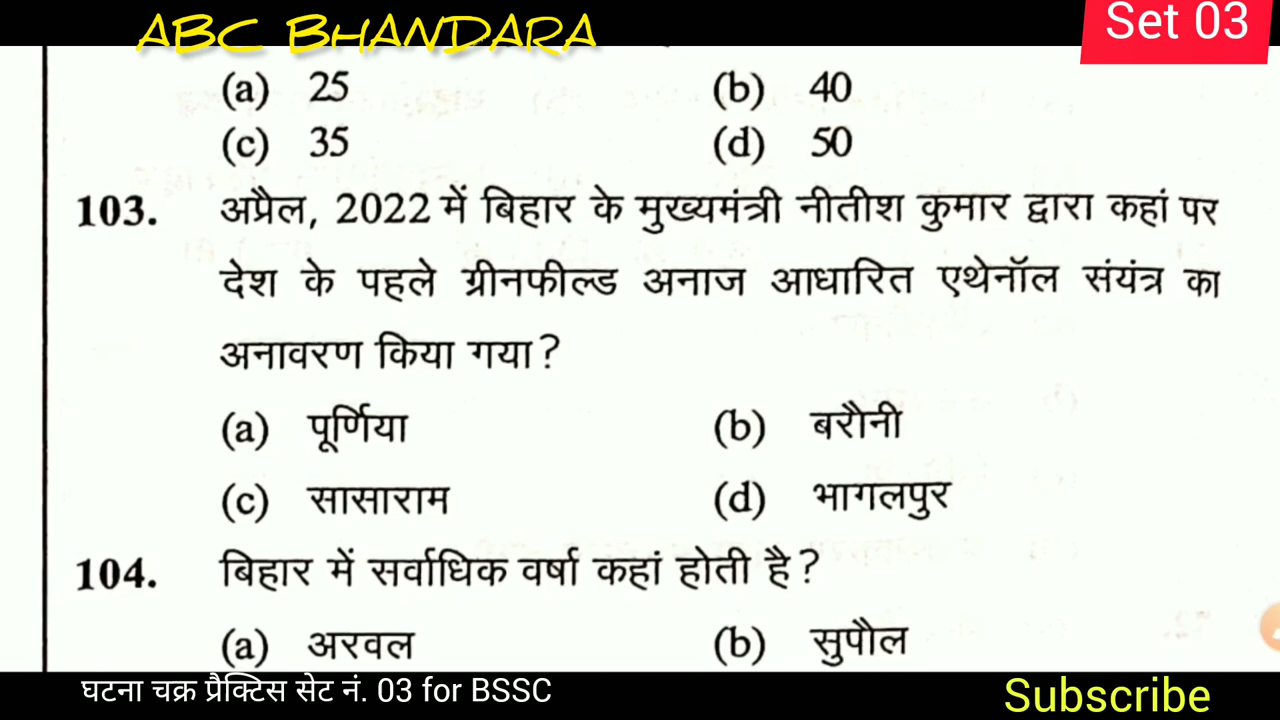 ABC BHANDARA
Set 03
(a) 25 (b) 40
(c) 35 (d) 50
103. अप्रैल, 2022 में बिहार के मुख्यमंत्री नीतीश कुमार द्वारा कहां पर
देश के पहले ग्रीनफील्ड अनाज आधारित एथेनॉल संयंत्र का
अनावरण किया गया?
(a) पूर्णिया (b) बरौनी
(c) सासाराम (d) भागलपुर
104. बिहार में सर्वाधिक वर्षा कहां होती है?
(a) अरवल (b) सुपौल
घटना चक्र प्रैक्टिस सेट नं. 03 for BSSC
Subscribe